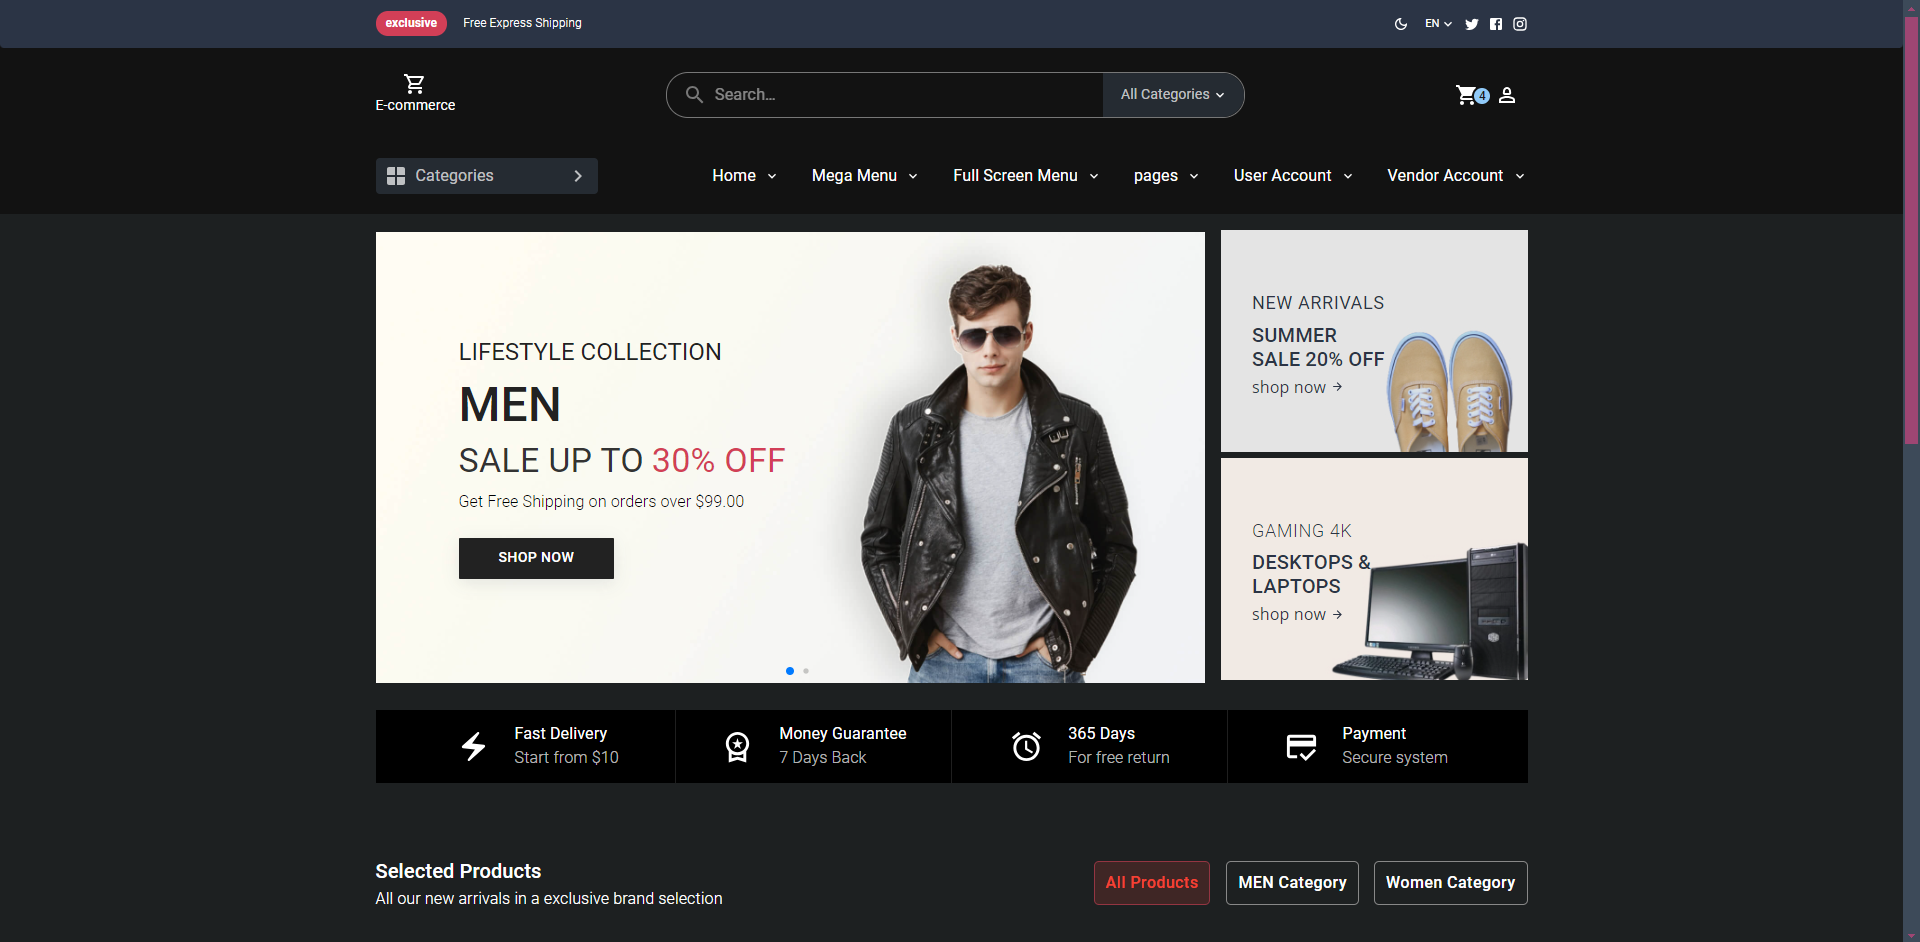 exclusive
Free Express Shipping
EN
E-commerce
Search...
All Categories
4
Categories
Home
Mega Menu
Full Screen Menu
pages
User Account
Vendor Account
LIFESTYLE COLLECTION
MEN
SALE UP TO 30% OFF
Get Free Shipping on orders over $99.00
SHOP NOW
NEW ARRIVALS
SUMMER
SALE 20% OFF
shop now
GAMING 4K
DESKTOPS &
LAPTOPS
shop now
Fast Delivery
Start from $10
Money Guarantee
7 Days Back
365 Days
For free return
Payment
Secure system
Selected Products
All our new arrivals in a exclusive brand selection
All Products
MEN Category
Women Category